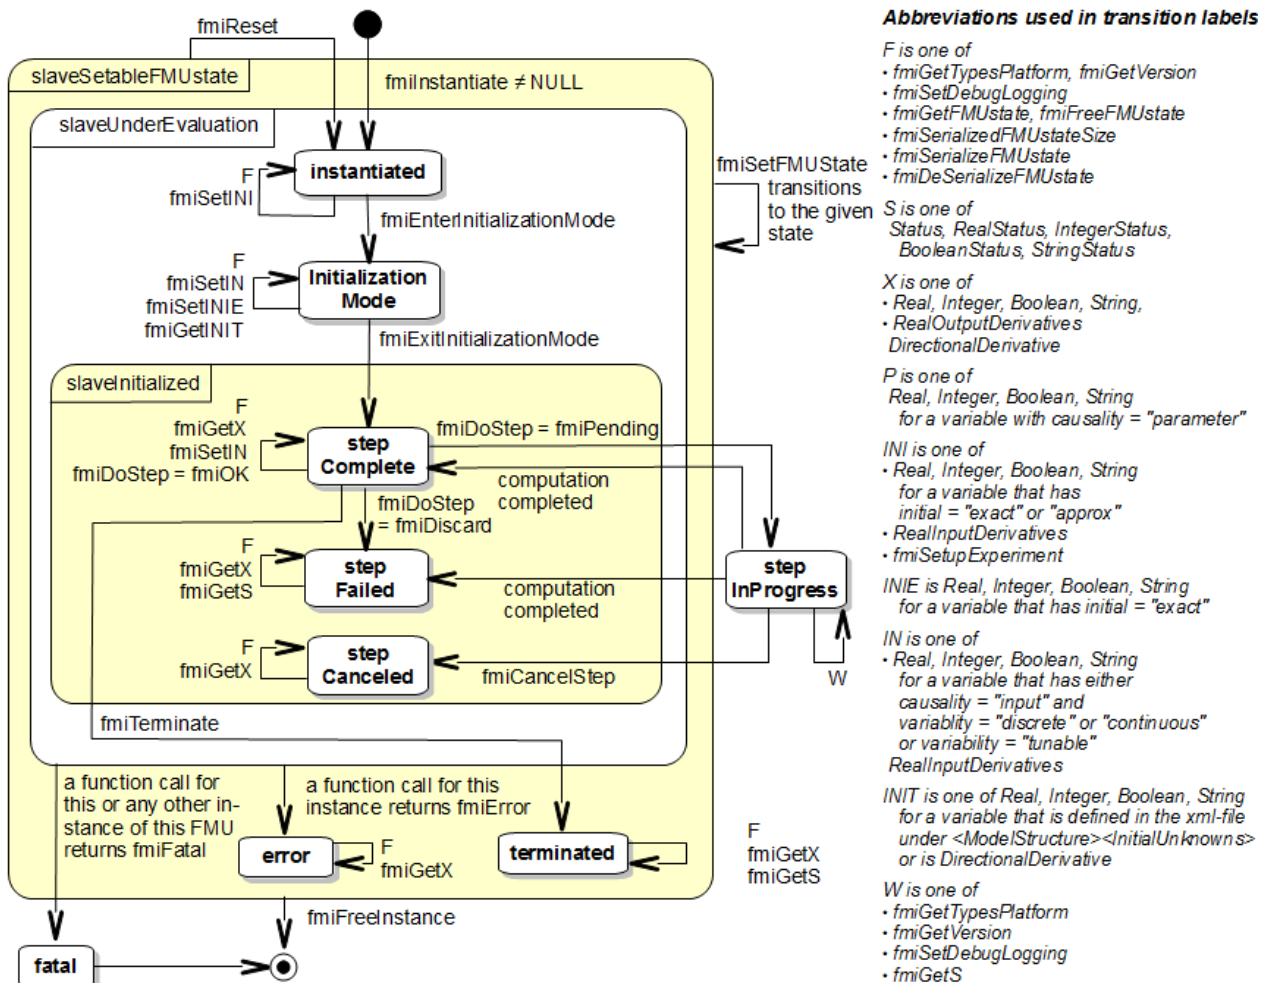 fmiReset
slaveSetableFMUstate
fmiInstantiate ≠ NULL
slaveUnderEvaluation
instantiated
F
fmiSetINI
fmiEnterInitializationMode
fmiSetFMUState
transitions
to the given
state
F
fmiSetIN
fmiSetINIE
fmiGetINIT
Initialization
Mode
fmiExitInitializationMode
slaveInitialized
F
fmiGetX
fmiSetIN
fmiDoStep = fmiOK
step
Complete
fmiDoStep = fmiPending
computation
completed
fmiDoStep
= fmiDiscard
F
fmiGetX
fmiGetS
step
Failed
computation
completed
step
InProgress
F
fmiGetX
step
Canceled
fmiCancelStep
W
fmiTerminate
a function call for
this or any other in-
stance of this FMU
returns fmiFatal
a function call for this
instance returns fmiError
error
F
fmiGetX
terminated
F
fmiGetX
fmiGetS
fmiFreeInstance
fatal
Abbreviations used in transition labels
F is one of
• fmiGetTypesPlatform, fmiGetVersion
• fmiSetDebugLogging
• fmiGetFMUstate, fmiFreeFMUstate
• fmiSerializedFMUstateSize
• fmiSerializeFMUstate
• fmiDeSerializeFMUstate
S is one of
Status, RealStatus, IntegerStatus,
BooleanStatus, StringStatus
X is one of
• Real, Integer, Boolean, String,
• RealOutputDerivatives
DirectionalDerivative
P is one of
Real, Integer, Boolean, String
for a variable with causality = "parameter"
INI is one of
• Real, Integer, Boolean, String
for a variable that has
initial = "exact" or "approx"
• RealInputDerivatives
• fmiSetupExperiment
INIE is Real, Integer, Boolean, String
for a variable that has initial = "exact"
IN is one of
• Real, Integer, Boolean, String
for a variable that has either
causality = "input" and
variablity = "discrete" or "continuous"
or variability = "tunable"
RealInputDerivatives
INIT is one of Real, Integer, Boolean, String
for a variable that is defined in the xml-file
under <ModelStructure><InitialUnknowns>
or is DirectionalDerivative
W is one of
• fmiGetTypesPlatform
• fmiGetVersion
• fmiSetDebugLogging
• fmiGetS